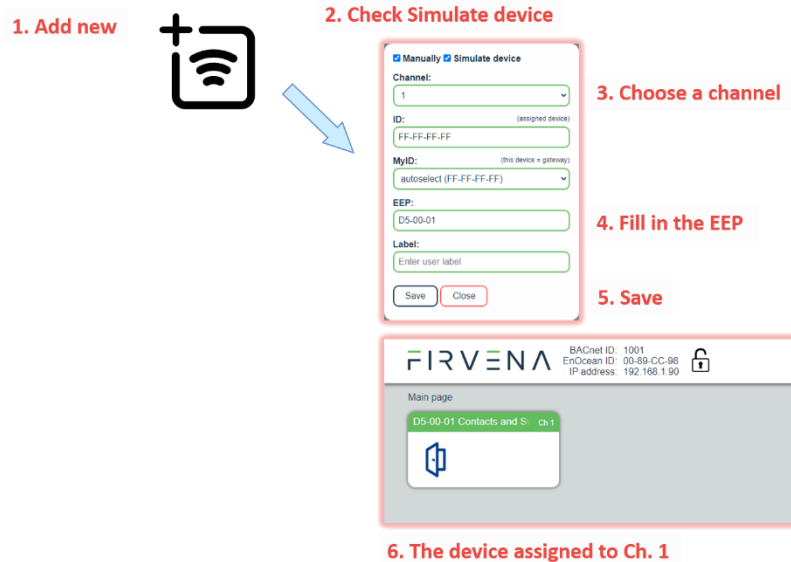 1. Add new
2. Check Simulate device
Manually Simulate device
Channel:
1
3. Choose a channel
ID: (assigned device)
FF-FF-FF-FF
MyID: (this device = gateway)
autoselect (FF-FF-FF-FF)
EEP:
D5-00-01
4. Fill in the EEP
Label:
Enter user label
Save Close
5. Save
FIRVENA
BACnet ID: 1001
EnOcean ID: 00-89-CC-98
IP address: 192.168.1.90
Main page
D5-00-01 Contacts and Ch 1
6. The device assigned to Ch. 1